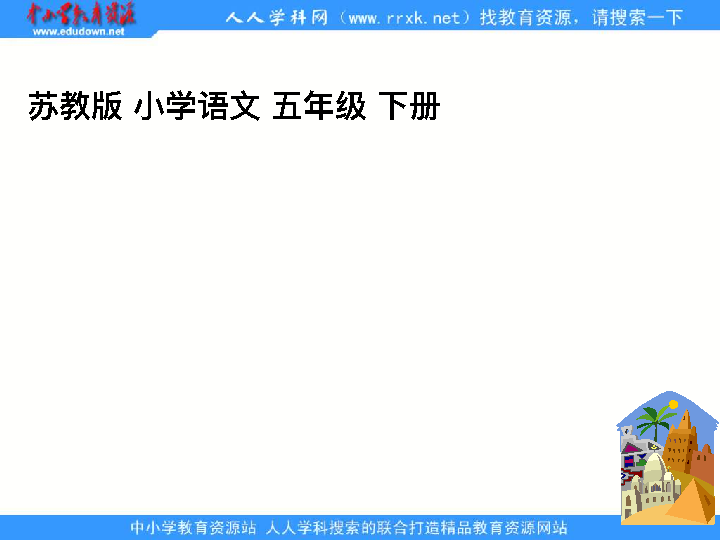 中小学教育资源
www.edudown.net
人人学科网（www.rrxk.net）找教育资源，请搜索一下
苏教版 小学语文 五年级 下册
中小学教育资源站 人人学科搜索的联合打造精品教育资源网站